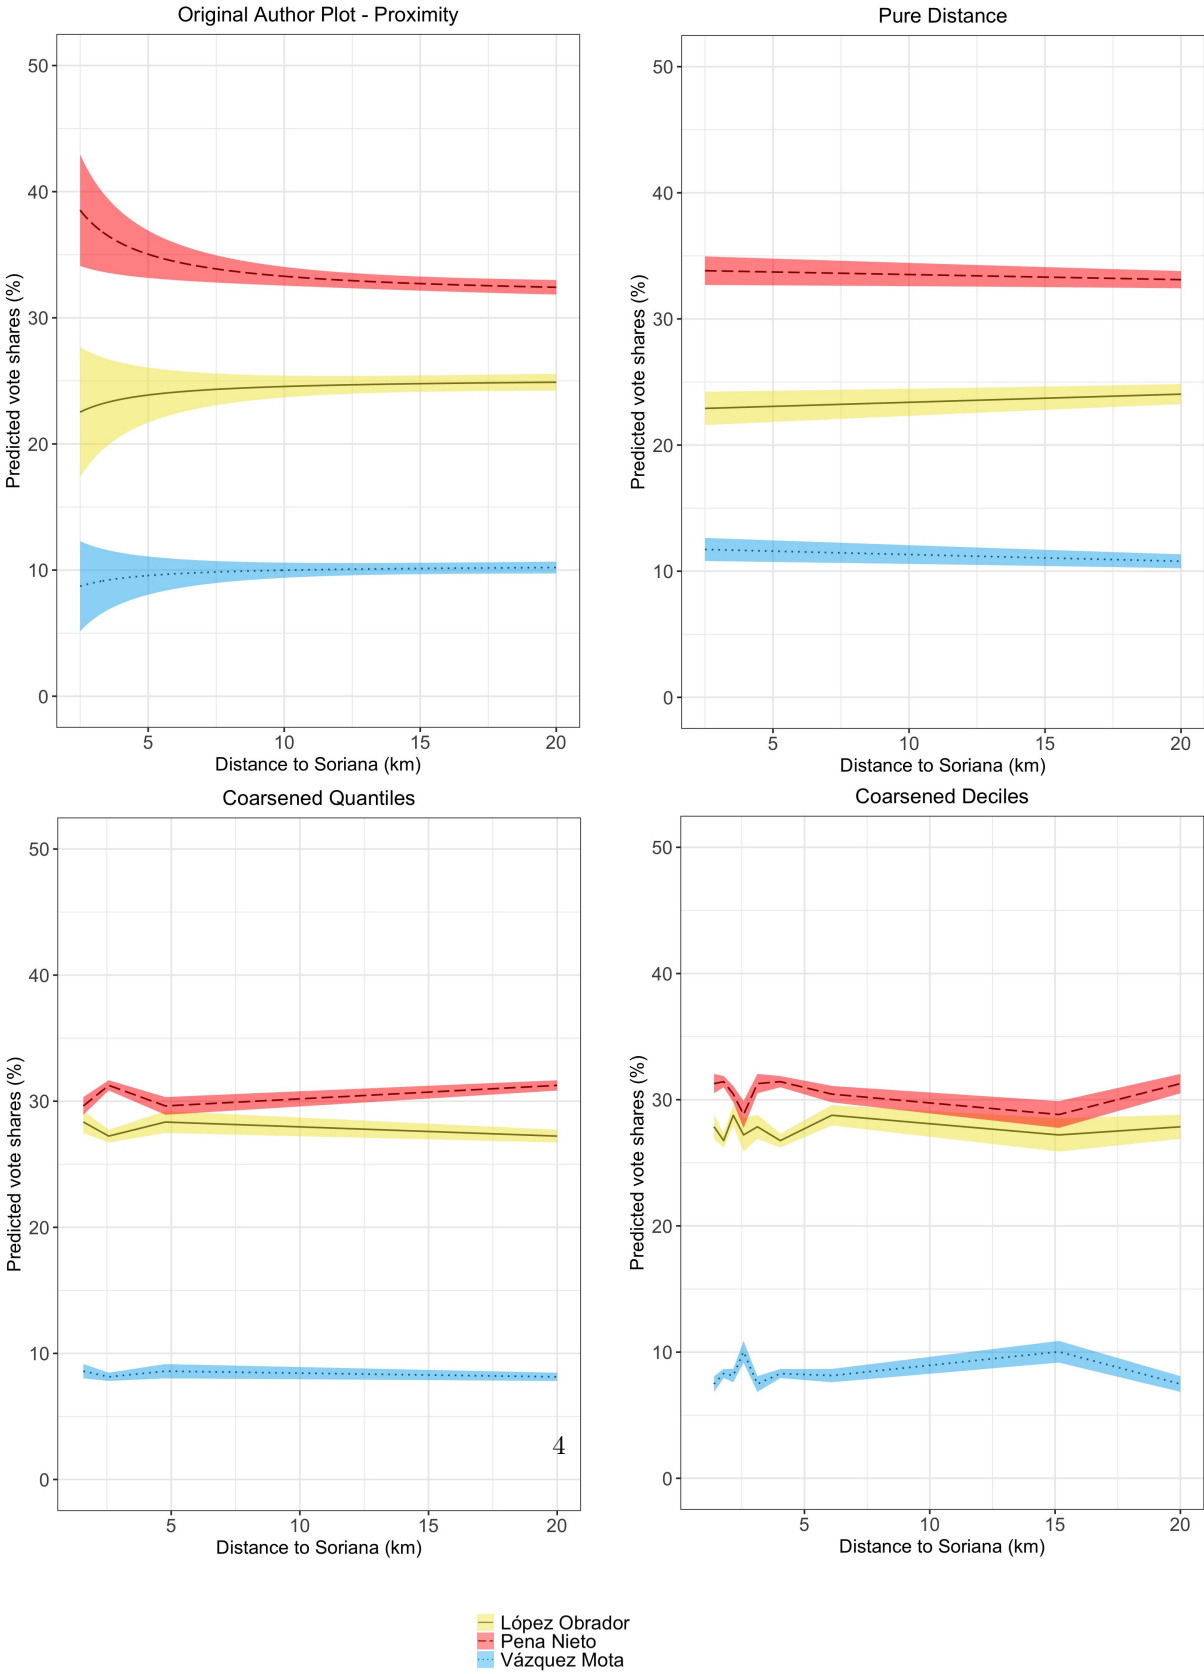 Original Author Plot - Proximity
Predicted vote shares (%)
50
40
30
20
10
0
5 10 15 20
Distance to Soriana (km)
Pure Distance
Predicted vote shares (%)
50
40
30
20
10
0
5 10 15 20
Distance to Soriana (km)
Coarsened Quantiles
Predicted vote shares (%)
50
40
30
20
10
0
4
5 10 15 20
Distance to Soriana (km)
Coarsened Deciles
Predicted vote shares (%)
50
40
30
20
10
0
5 10 15 20
Distance to Soriana (km)
López Obrador
Pena Nieto
Vázquez Mota